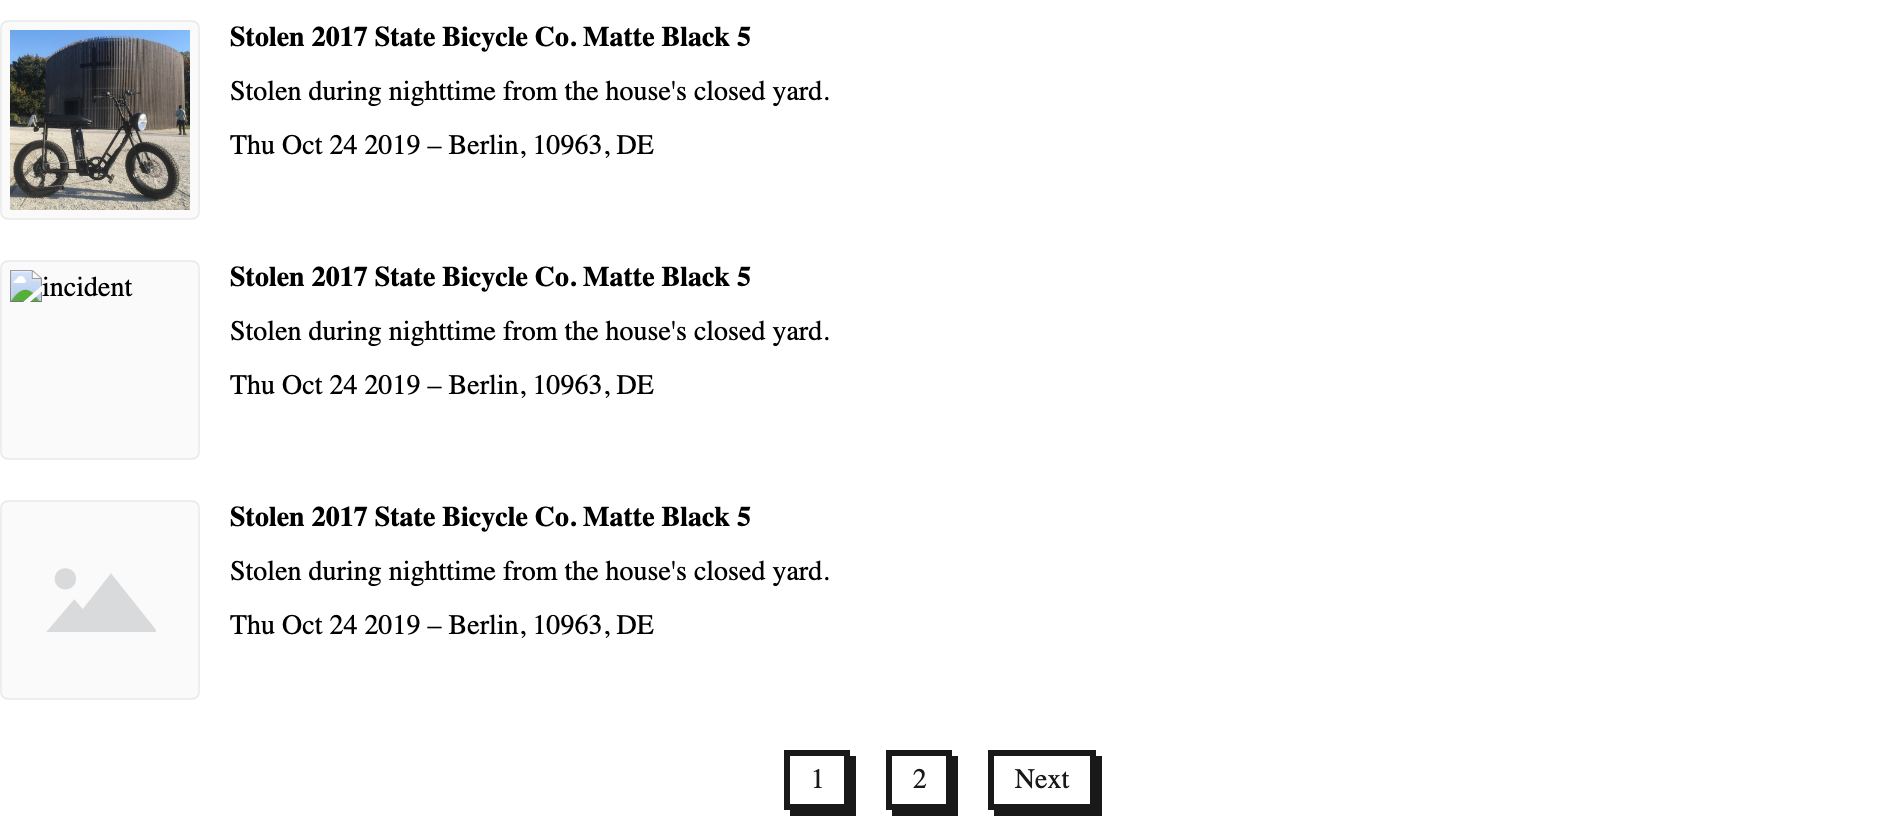 Stolen 2017 State Bicycle Co. Matte Black 5
Stolen during nighttime from the house's closed yard.
Thu Oct 24 2019 – Berlin, 10963, DE
incident
Stolen 2017 State Bicycle Co. Matte Black 5
Stolen during nighttime from the house's closed yard.
Thu Oct 24 2019 – Berlin, 10963, DE
Stolen 2017 State Bicycle Co. Matte Black 5
Stolen during nighttime from the house's closed yard.
Thu Oct 24 2019 – Berlin, 10963, DE
1 2 Next